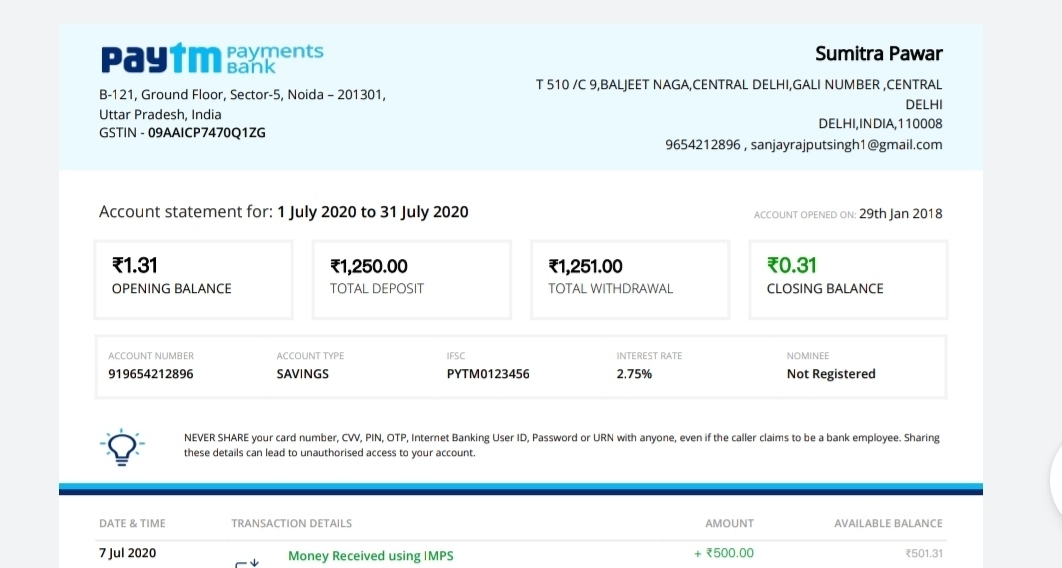 paytm Payments Bank
B-121, Ground Floor, Sector-5, Noida – 201301,
Uttar Pradesh, India
GSTIN - 09AAICP7470Q1ZG
Sumitra Pawar
T 510 /C 9,BALJEET NAGA,CENTRAL DELHI,GALI NUMBER ,CENTRAL
DELHI
DELHI,INDIA,110008
9654212896 , sanjayrajputsingh1@gmail.com
Account statement for: 1 July 2020 to 31 July 2020
ACCOUNT OPENED ON: 29th Jan 2018
₹1.31
OPENING BALANCE
₹1,250.00
TOTAL DEPOSIT
₹1,251.00
TOTAL WITHDRAWAL
₹0.31
CLOSING BALANCE
ACCOUNT NUMBER
919654212896
ACCOUNT TYPE
SAVINGS
IFSC
PYTM0123456
INTEREST RATE
2.75%
NOMINEE
Not Registered
NEVER SHARE your card number, CVV, PIN, OTP, Internet Banking User ID, Password or URN with anyone, even if the caller claims to be a bank employee. Sharing
these details can lead to unauthorised access to your account.
DATE & TIME TRANSACTION DETAILS AMOUNT AVAILABLE BALANCE
7 Jul 2020 Money Received using IMPS + ₹500.00 ₹501.31